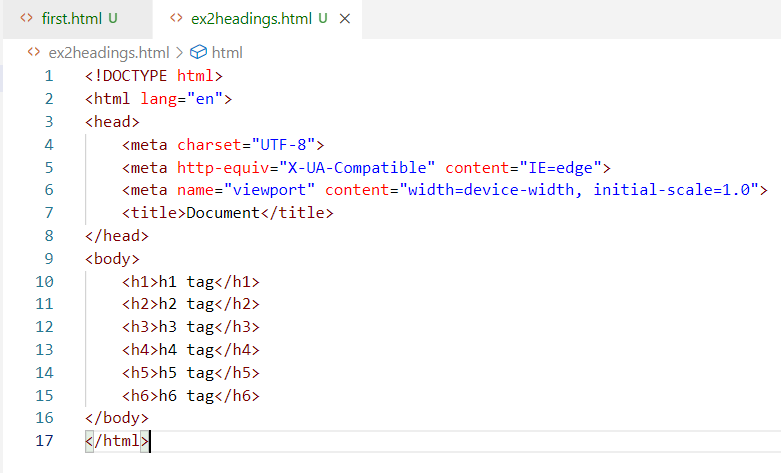 first.html U ex2headings.html U
ex2headings.html > html
1 <!DOCTYPE html>
2 <html lang="en">
3 <head>
4     <meta charset="UTF-8">
5     <meta http-equiv="X-UA-Compatible" content="IE=edge">
6     <meta name="viewport" content="width=device-width, initial-scale=1.0">
7     <title>Document</title>
8 </head>
9 <body>
10     <h1>h1 tag</h1>
11     <h2>h2 tag</h2>
12     <h3>h3 tag</h3>
13     <h4>h4 tag</h4>
14     <h5>h5 tag</h5>
15     <h6>h6 tag</h6>
16 </body>
17 </html>